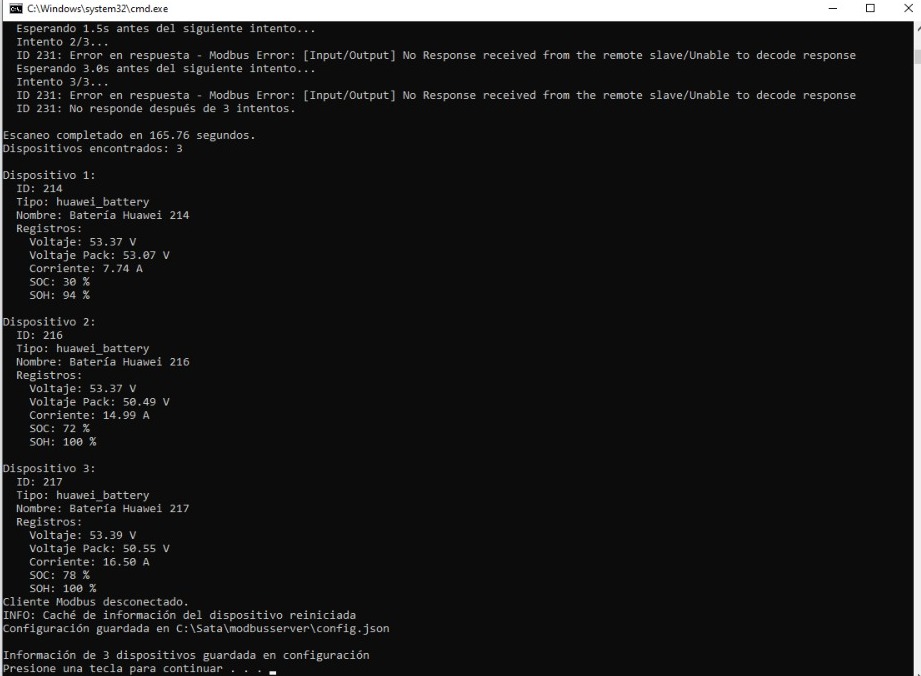 C:\Windows\system32\cmd.exe
Esperando 1.5s antes del siguiente intento...
Intento 2/3...
ID 231: Error en respuesta - Modbus Error: [Input/Output] No Response received from the remote slave/Unable to decode response
Esperando 3.0s antes del siguiente intento...
Intento 3/3...
ID 231: Error en respuesta - Modbus Error: [Input/Output] No Response received from the remote slave/Unable to decode response
ID 231: No responde después de 3 intentos.
Escaneo completado en 165.76 segundos.
Dispositivos encontrados: 3
Dispositivo 1:
ID: 214
Tipo: huawei_battery
Nombre: Batería Huawei 214
Registros:
Voltaje: 53.37 V
Voltaje Pack: 53.07 V
Corriente: 7.74 A
SOC: 30 %
SOH: 94 %
Dispositivo 2:
ID: 216
Tipo: huawei_battery
Nombre: Batería Huawei 216
Registros:
Voltaje: 53.37 V
Voltaje Pack: 50.49 V
Corriente: 14.99 A
SOC: 72 %
SOH: 100 %
Dispositivo 3:
ID: 217
Tipo: huawei_battery
Nombre: Batería Huawei 217
Registros:
Voltaje: 53.39 V
Voltaje Pack: 50.55 V
Corriente: 16.50 A
SOC: 78 %
SOH: 100 %
Cliente Modbus desconectado.
INFO: Caché de información del dispositivo reiniciada
Configuración guardada en C:\Sata\modbusserver\config.json
Información de 3 dispositivos guardada en configuración
Presione una tecla para continuar . . .